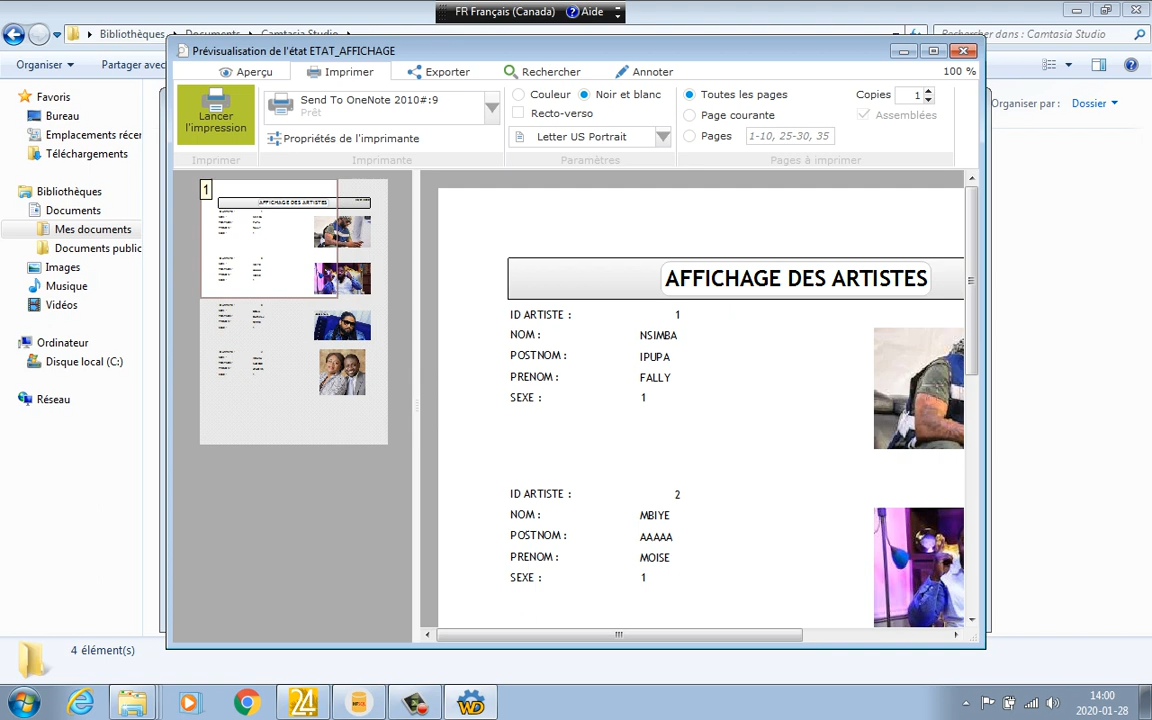 FR Français (Canada) Aide
Bibliothèques Documents Camtasia Studio
Rechercher dans : Camtasia Studio
Organiser Partager avec
Organiser par : Dossier
Favoris
Bureau
Emplacements récen
Téléchargements
Bibliothèques
Documents
Mes documents
Documents public
Images
Musique
Vidéos
Ordinateur
Disque local (C:)
Réseau
4 élément(s)
Prévisualisation de l'état ETAT_AFFICHAGE
Aperçu Imprimer Exporter Rechercher Annoter 100 %
Lancer
l'impression
Imprimer
Send To OneNote 2010#:9
Prêt
Propriétés de l'imprimante
Imprimante
Couleur Noir et blanc
Recto-verso
Letter US Portrait
Paramètres
Toutes les pages
Page courante
Pages 1-10, 25-30, 35
Copies 1
Assemblées
Pages à imprimer
1
AFFICHAGE DES ARTISTES
AFFICHAGE DES ARTISTES
ID ARTISTE : 1
NOM : NSIMBA
POSTNOM : IPUPA
PRENOM : FALLY
SEXE : 1
ID ARTISTE : 2
NOM : MBIYE
POSTNOM : AAAAA
PRENOM : MOISE
SEXE : 1
24
WD
14:00
2020-01-28